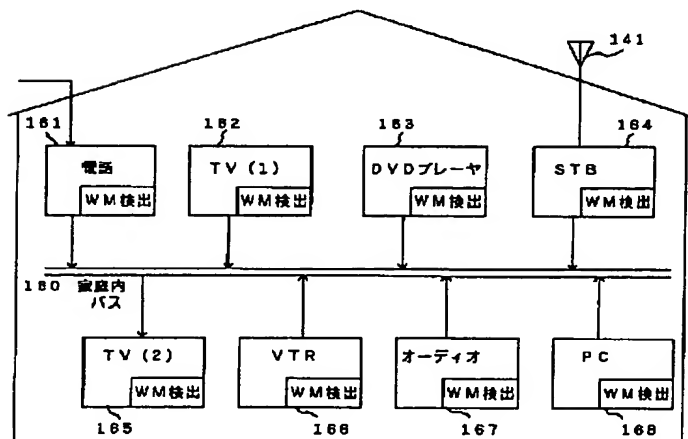 141
161
162
163
164
電話
TV(1)
DVDプレーヤ
STB
WM検出
WM検出
WM検出
WM検出
160 家庭内
バス
TV(2)
VTR
オーディオ
PC
WM検出
WM検出
WM検出
WM検出
165
166
167
168